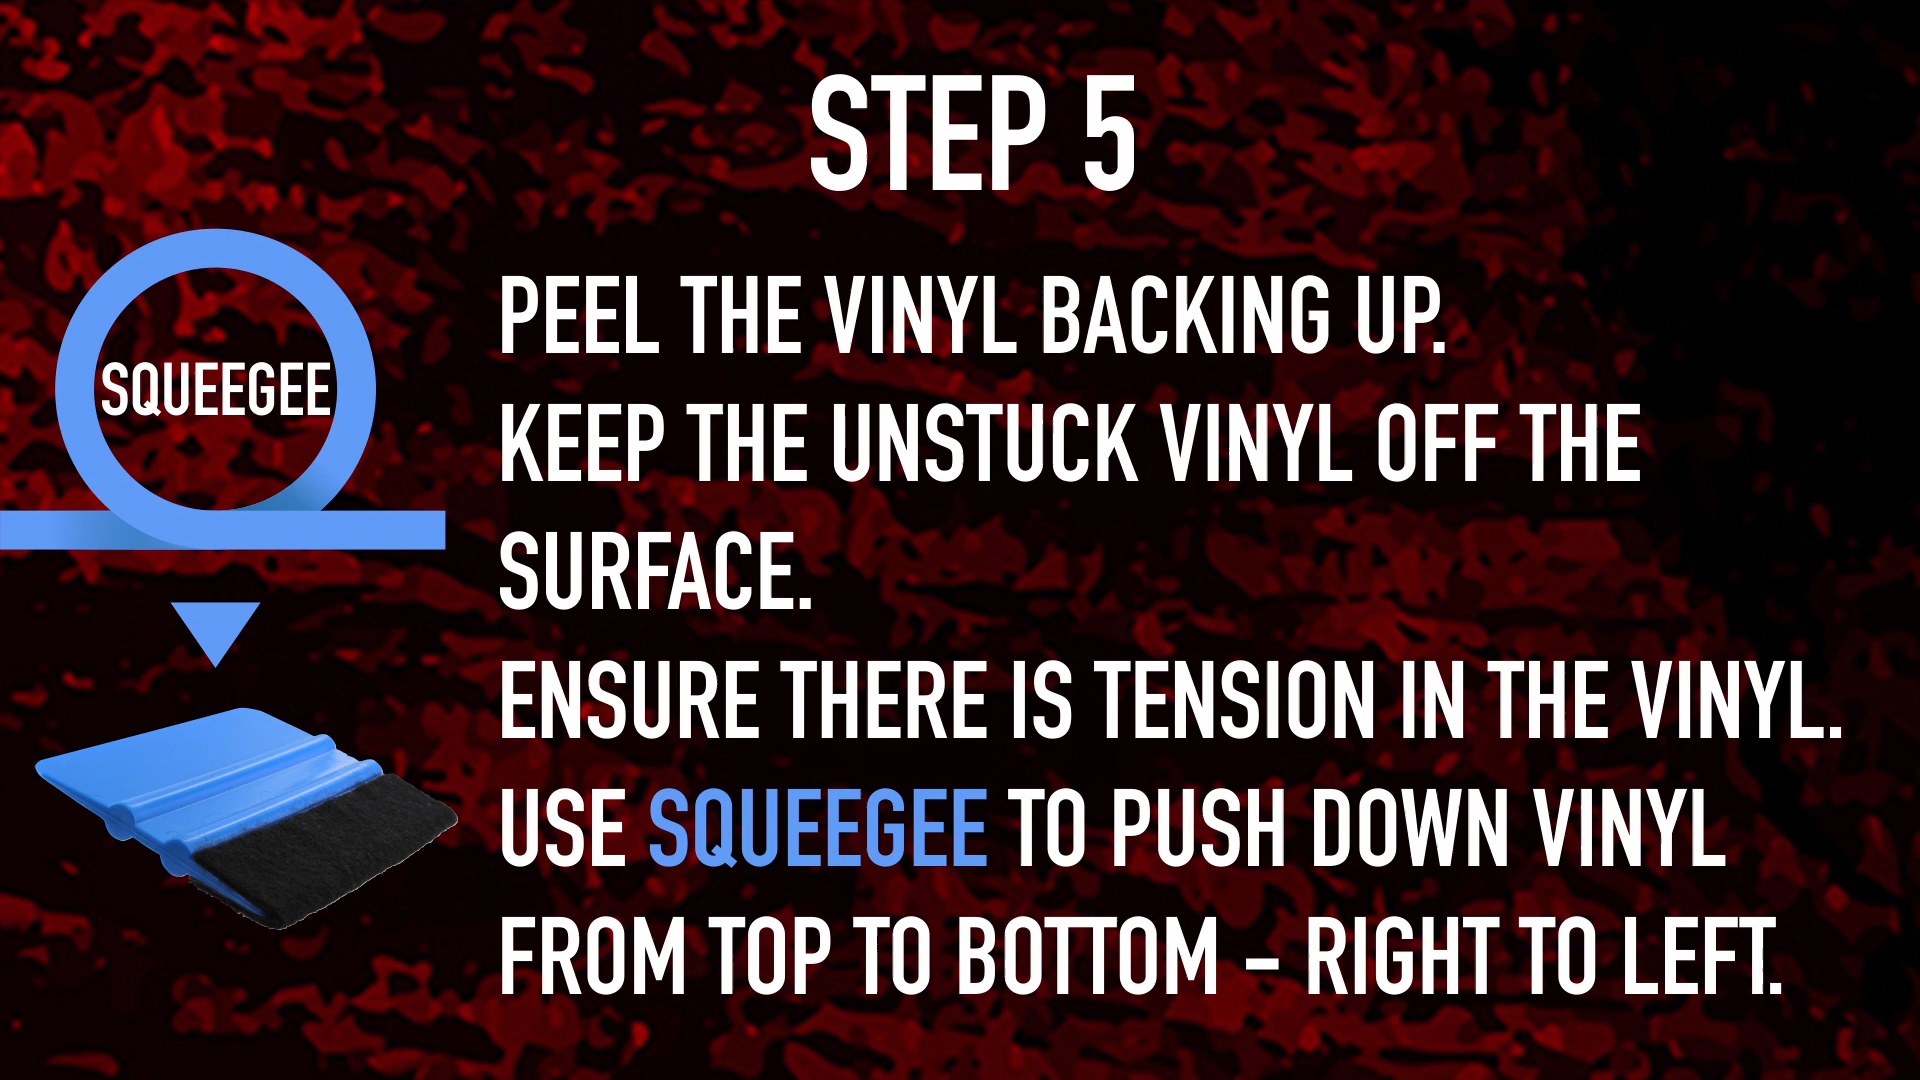 STEP 5
SQUEEGEE
PEEL THE VINYL BACKING UP.
KEEP THE UNSTUCK VINYL OFF THE
SURFACE.
ENSURE THERE IS TENSION IN THE VINYL.
USE SQUEEGEE TO PUSH DOWN VINYL
FROM TOP TO BOTTOM - RIGHT TO LEFT.